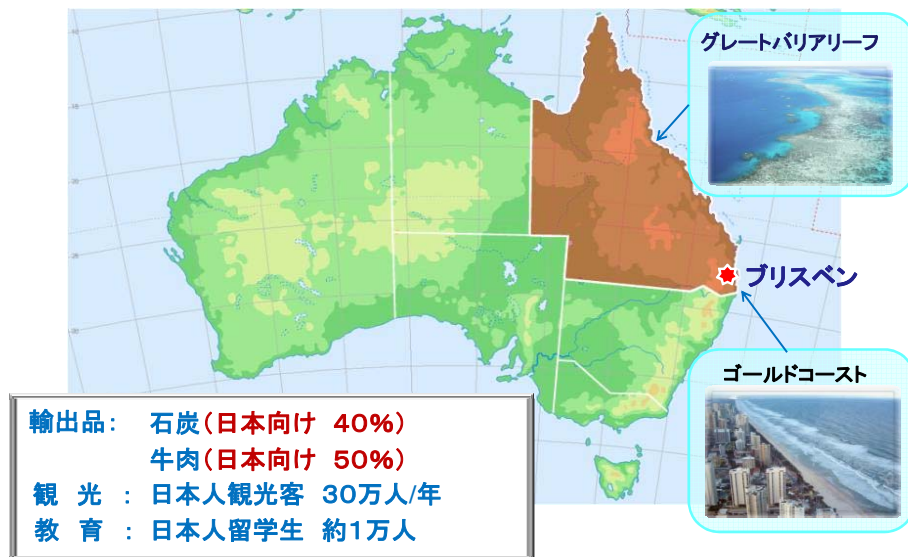 グレートバリアリーフ
ブリスベン
ゴールドコースト
輸出品： 石炭（日本向け 40％）
牛肉（日本向け 50％）
観 光 ： 日本人観光客 30万人/年
教 育 ： 日本人留学生 約1万人